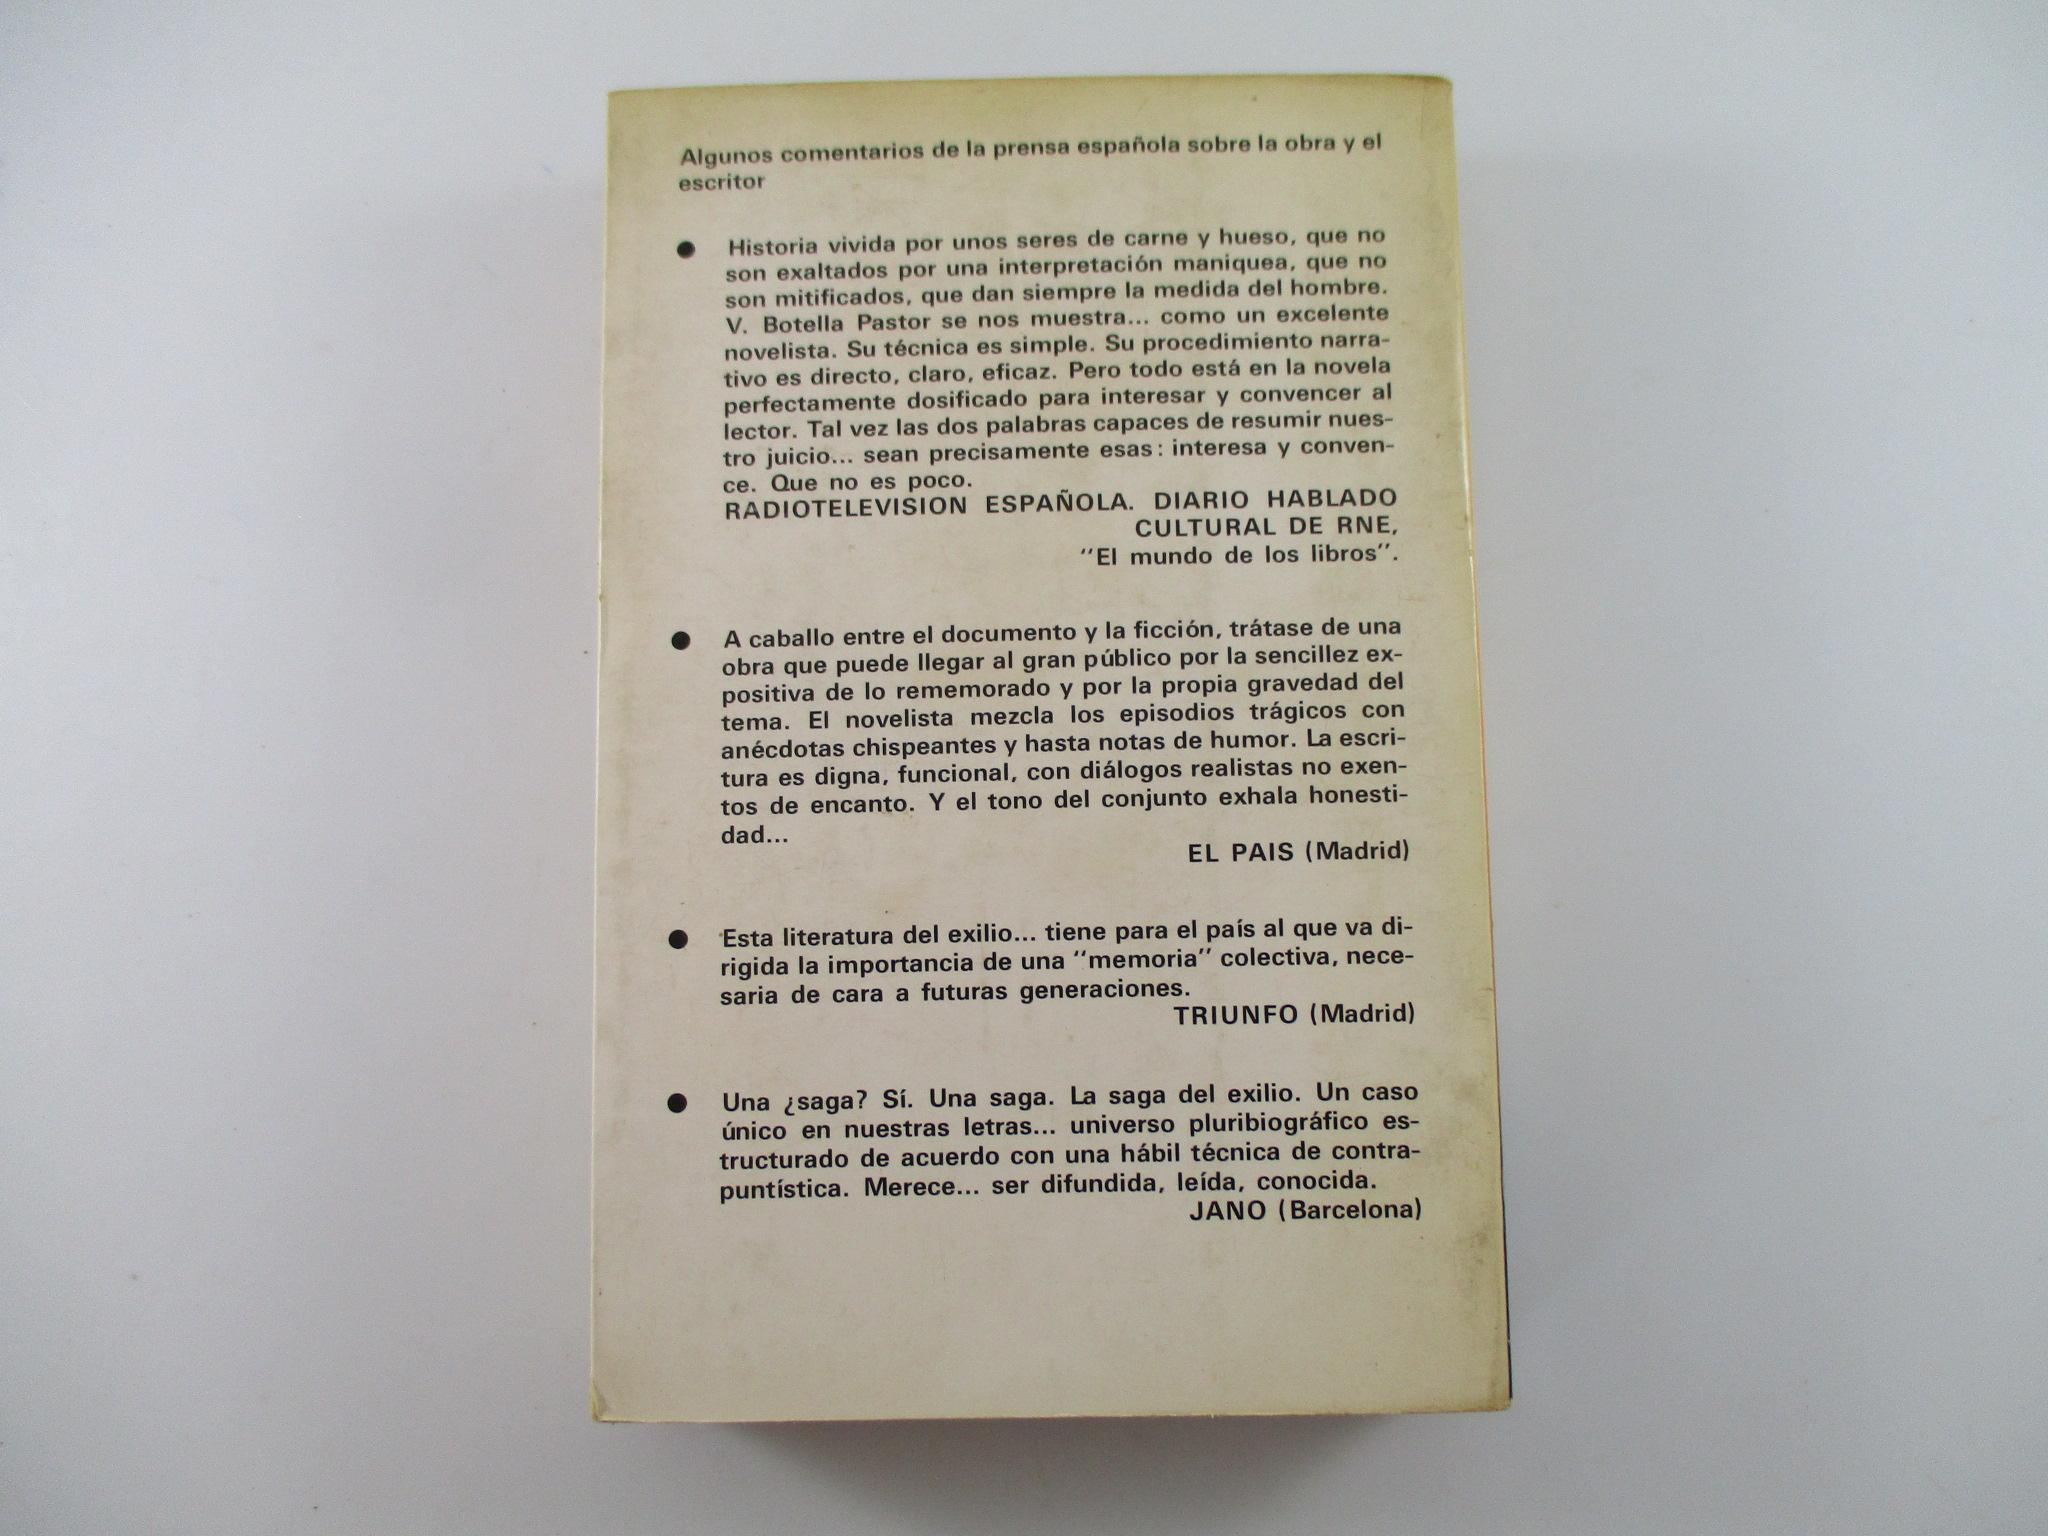 Algunos comentarios de la prensa española sobre la obra y el
escritor
● Historia vivida por unos seres de carne y hueso, que no
son exaltados por una interpretación maniquea, que no
son mitificados, que dan siempre la medida del hombre.
V. Botella Pastor se nos muestra... como un excelente
novelista. Su técnica es simple. Su procedimiento narra-
tivo es directo, claro, eficaz. Pero todo está en la novela
perfectamente dosificado para interesar y convencer al
lector. Tal vez las dos palabras capaces de resumir nues-
tro juicio... sean precisamente esas: interesa y conven-
ce. Que no es poco.
RADIOTELEVISION ESPAÑOLA. DIARIO HABLADO
CULTURAL DE RNE,
"El mundo de los libros".
● A caballo entre el documento y la ficción, trátase de una
obra que puede llegar al gran público por la sencillez ex-
positiva de lo rememorado y por la propia gravedad del
tema. El novelista mezcla los episodios trágicos con
anécdotas chispeantes y hasta notas de humor. La escri-
tura es digna, funcional, con diálogos realistas no exen-
tos de encanto. Y el tono del conjunto exhala honesti-
dad...
EL PAIS (Madrid)
● Esta literatura del exilio... tiene para el país al que va di-
rigida la importancia de una "memoria" colectiva, nece-
saria de cara a futuras generaciones.
TRIUNFO (Madrid)
● Una ¿saga? Sí. Una saga. La saga del exilio. Un caso
único en nuestras letras... universo pluribiográfico es-
tructurado de acuerdo con una hábil técnica de contra-
puntística. Merece... ser difundida, leída, conocida.
JANO (Barcelona)